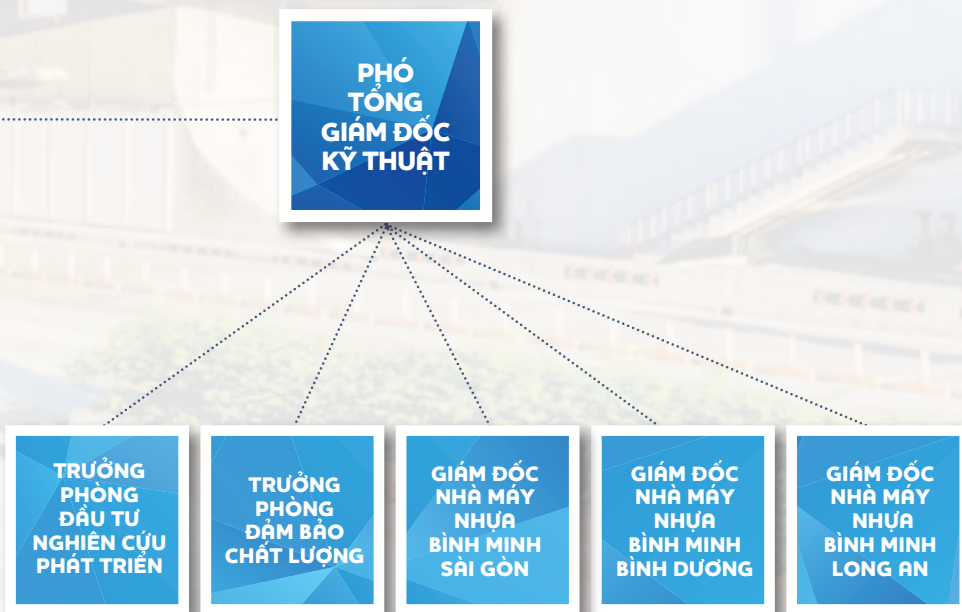 PHÓ
TỔNG
GIÁM ĐỐC
KỸ THUẬT
TRƯỞNG
PHÒNG
ĐẦU TƯ
NGHIÊN CỨU
PHÁT TRIỂN
TRƯỞNG
PHÒNG
ĐẢM BẢO
CHẤT LƯỢNG
GIÁM ĐỐC
NHÀ MÁY
NHỰA
BÌNH MINH
SÀI GÒN
GIÁM ĐỐC
NHÀ MÁY
NHỰA
BÌNH MINH
BÌNH DƯƠNG
GIÁM ĐỐC
NHÀ MÁY
NHỰA
BÌNH MINH
LONG AN